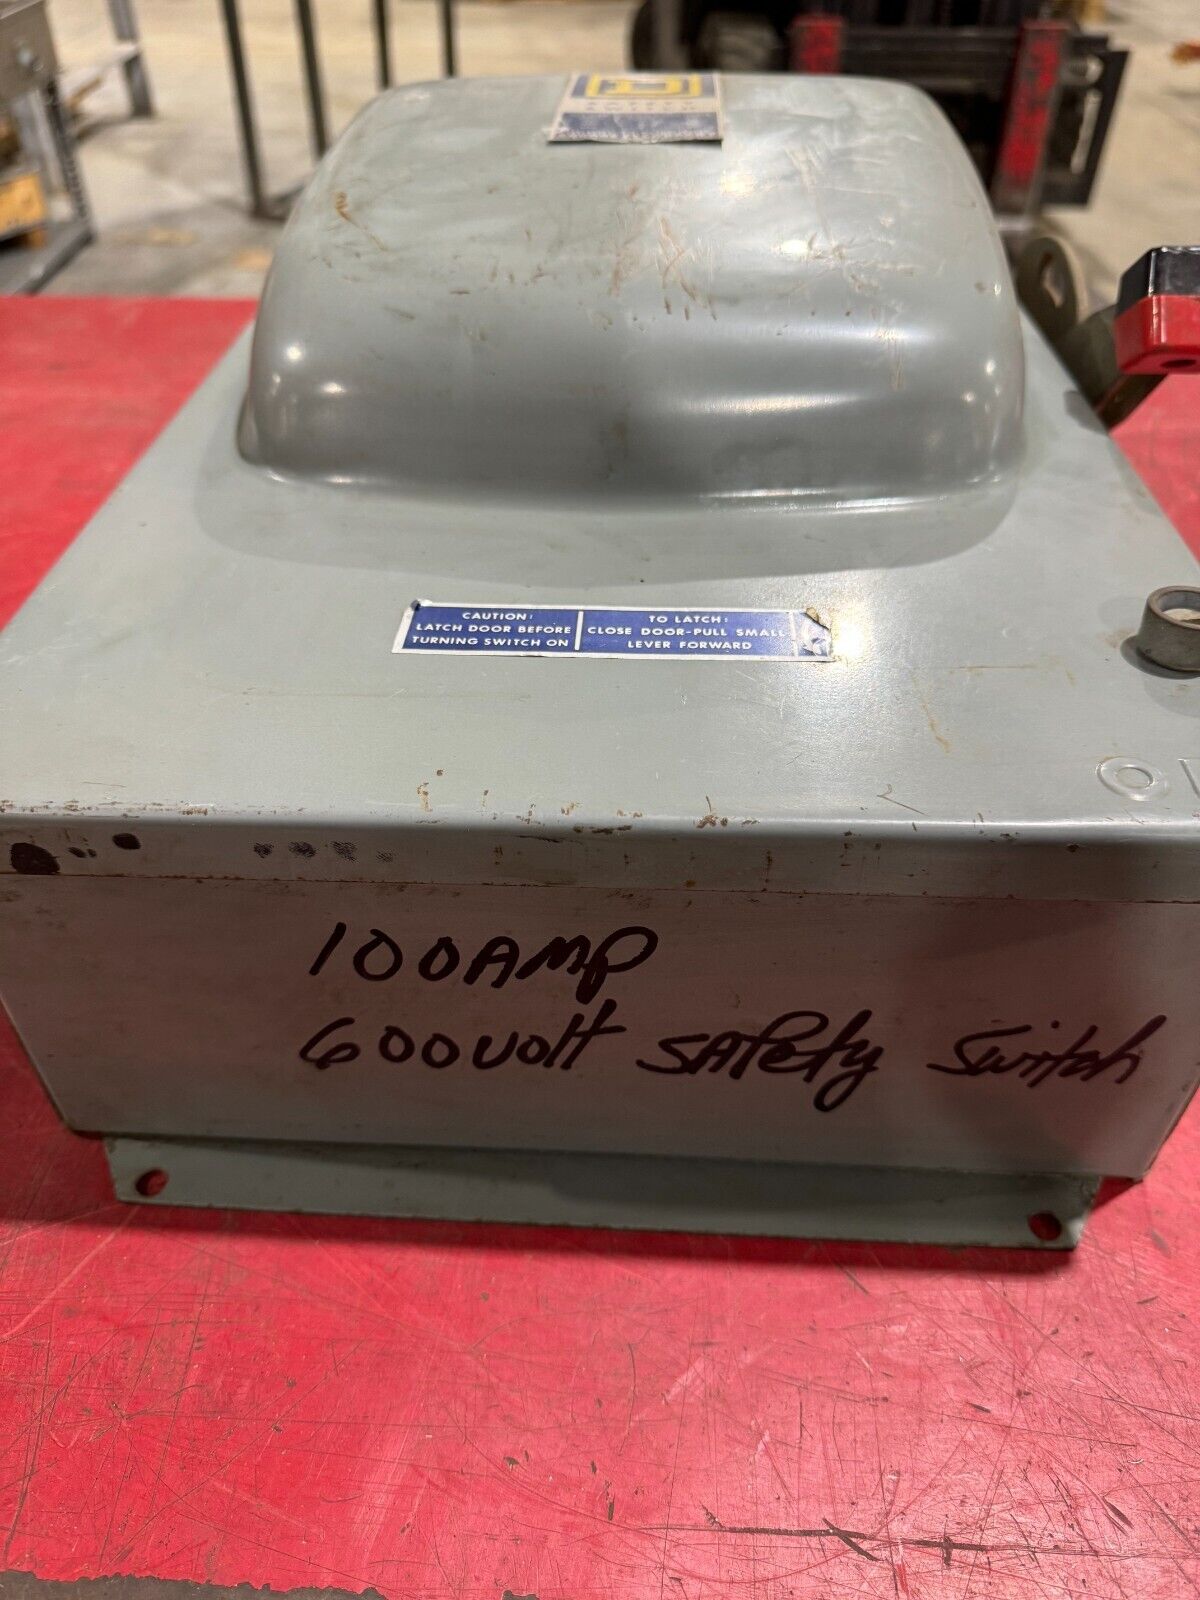 CAUTION:
LATCH DOOR BEFORE
TURNING SWITCH ON
TO LATCH:
CLOSE DOOR-PULL SMALL
LEVER FORWARD
100AMP
600volt SAfety Switch